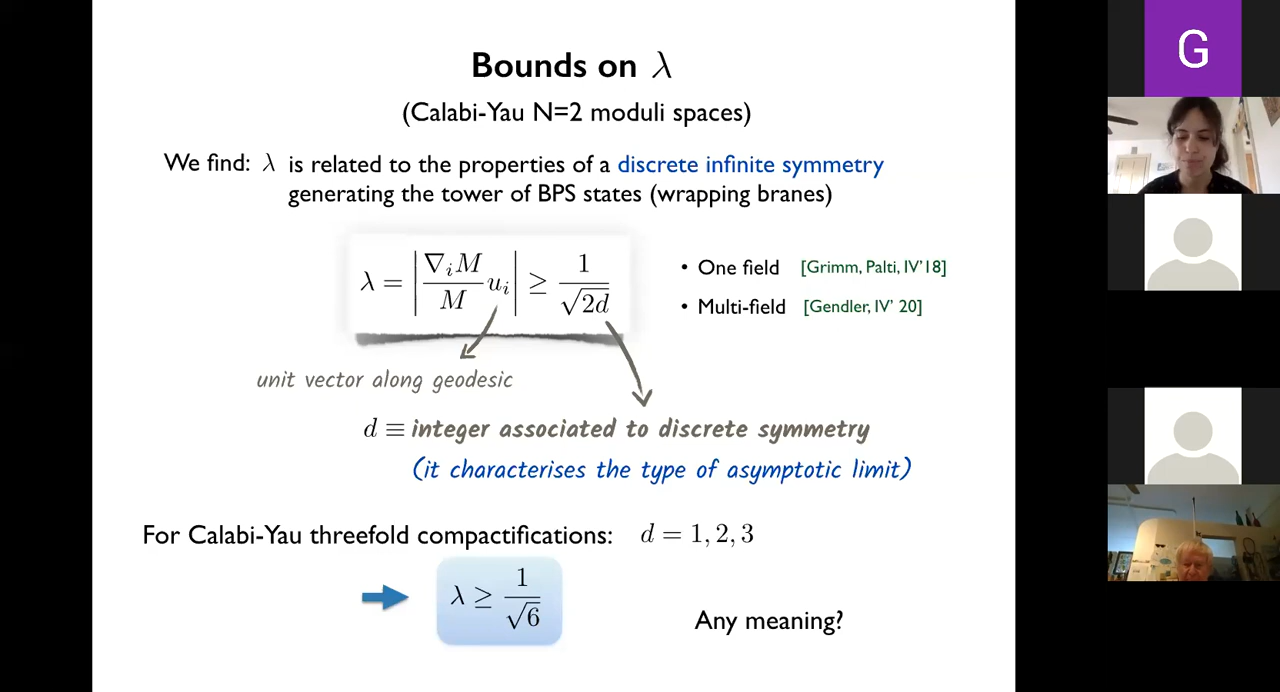 Bounds on λ
(Calabi-Yau N=2 moduli spaces)
We find: λ is related to the properties of a discrete infinite symmetry
generating the tower of BPS states (wrapping branes)
λ = |∇ᵢM/M uᵢ| ≥ 1/√2d
• One field [Grimm, Palti, IV'18]
• Multi-field [Gendler, IV' 20]
unit vector along geodesic
d ≡ integer associated to discrete symmetry
(it characterises the type of asymptotic limit)
For Calabi-Yau threefold compactifications: d = 1, 2, 3
λ ≥ 1/√6
Any meaning?
G